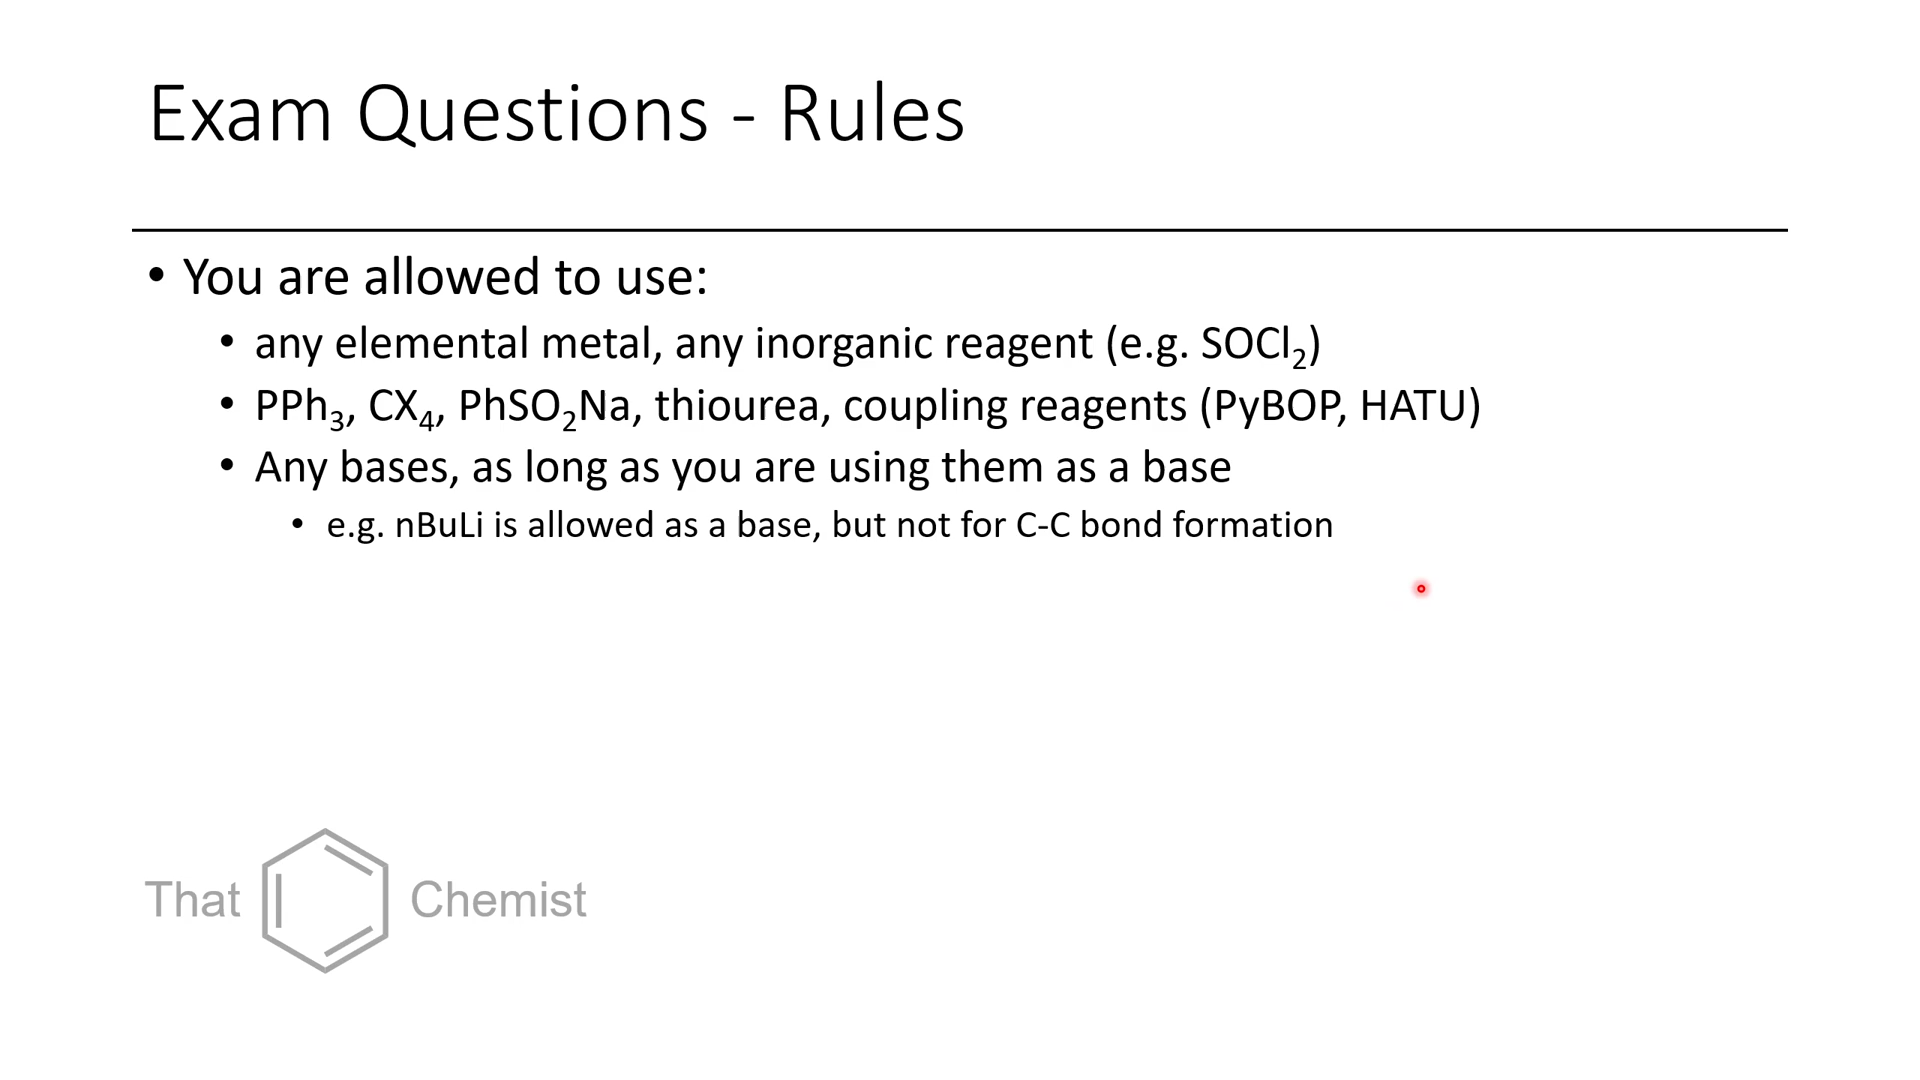 Exam Questions - Rules
• You are allowed to use:
• any elemental metal, any inorganic reagent (e.g. SOCl₂)
• PPh₃, CX₄, PhSO₂Na, thiourea, coupling reagents (PyBOP, HATU)
• Any bases, as long as you are using them as a base
• e.g. nBuLi is allowed as a base, but not for C-C bond formation
That Chemist